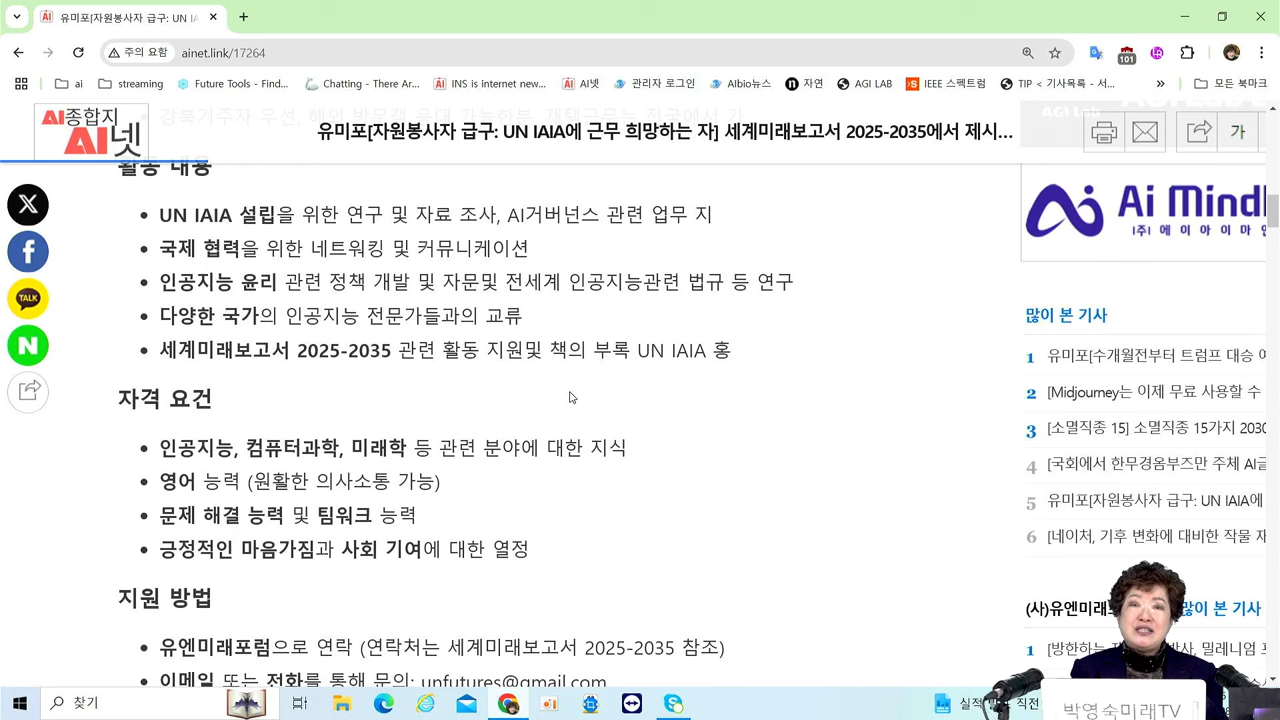 유미포[자원봉사자 급구: UN IA
주의 요함
ainet.link/17264
101
ai
streaming
Future Tools - Find...
Chatting - There Ar...
INS is internet new...
AI넷
관리자 로그인
AIbio뉴스
자연
AGI LAB
IEEE 스펙트럼
TIP < 기사목록 - 서...
»
모든 북마크
AI종합지
AI넷
유미포[자원봉사자 급구: UN IAIA에 근무 희망하는 자] 세계미래보고서 2025-2035에서 제시...
AGI Lab
가
활동 내용
• UN IAIA 설립을 위한 연구 및 자료 조사, AI거버넌스 관련 업무 지
• 국제 협력을 위한 네트워킹 및 커뮤니케이션
• 인공지능 윤리 관련 정책 개발 및 자문및 전세계 인공지능관련 법규 등 연구
• 다양한 국가의 인공지능 전문가들과의 교류
• 세계미래보고서 2025-2035 관련 활동 지원및 책의 부록 UN IAIA 홍
자격 요건
• 인공지능, 컴퓨터과학, 미래학 등 관련 분야에 대한 지식
• 영어 능력 (원활한 의사소통 가능)
• 문제 해결 능력 및 팀워크 능력
• 긍정적인 마음가짐과 사회 기여에 대한 열정
지원 방법
• 유엔미래포럼으로 연락 (연락처는 세계미래보고서 2025-2035 참조)
• 이메일 또는 전화를 통해 문의: unfutures@gmail.com
TALK
N
Ai Mind
(주)에이아이마인
많이 본 기사
1 유미포[수개월전부터 트럼프 대승 예
2 [Midjourney는 이제 무료 사용할 수
3 [소멸직종 15] 소멸직종 15가지 2030
4 [국회에서 한무경옴부즈만 주체 AI글
5 유미포[자원봉사자 급구: UN IAIA에
6 [네이처, 기후 변화에 대비한 작물 재
(사)유엔미래 많이 본 기사
1 밀레니엄
찾기
박영숙미래TV